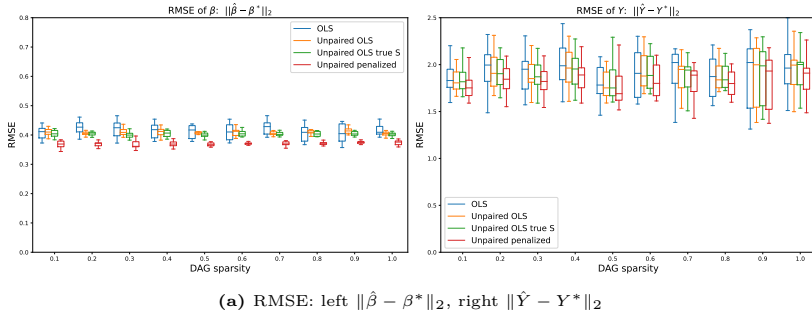 RMSE of β: ||β̂ − β*||₂
RMSE
0.8
0.7
0.6
0.5
0.4
0.3
0.2
0.1
0.0
OLS
Unpaired OLS
Unpaired OLS true S
Unpaired penalized
0.1 0.2 0.3 0.4 0.5 0.6 0.7 0.8 0.9 1.0
DAG sparsity
RMSE of Y: ||Ŷ − Y*||₂
RMSE
2.5
2.0
1.5
1.0
0.5
0.0
OLS
Unpaired OLS
Unpaired OLS true S
Unpaired penalized
0.1 0.2 0.3 0.4 0.5 0.6 0.7 0.8 0.9 1.0
DAG sparsity
(a) RMSE: left ∥β̂ − β*∥₂, right ∥Ŷ − Y*∥₂